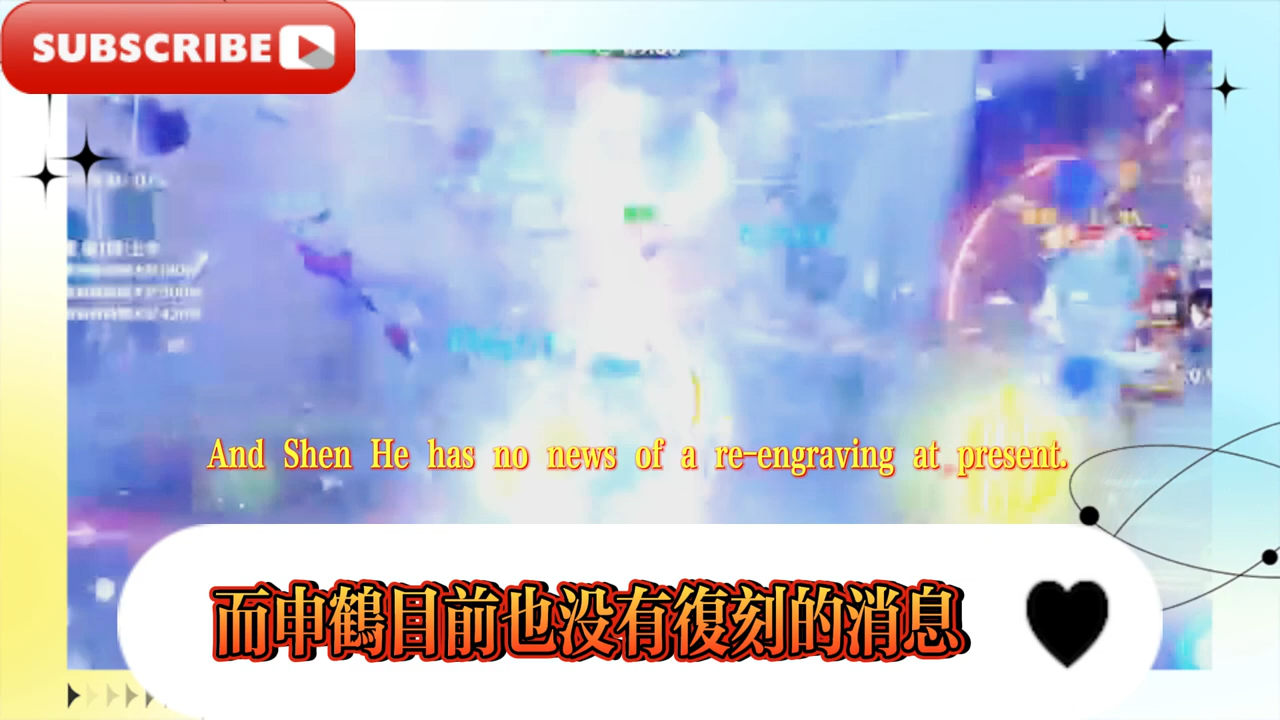 SUBSCRIBE
And Shen He has no news of a re-engraving at present.
而申鶴目前也没有復刻的消息